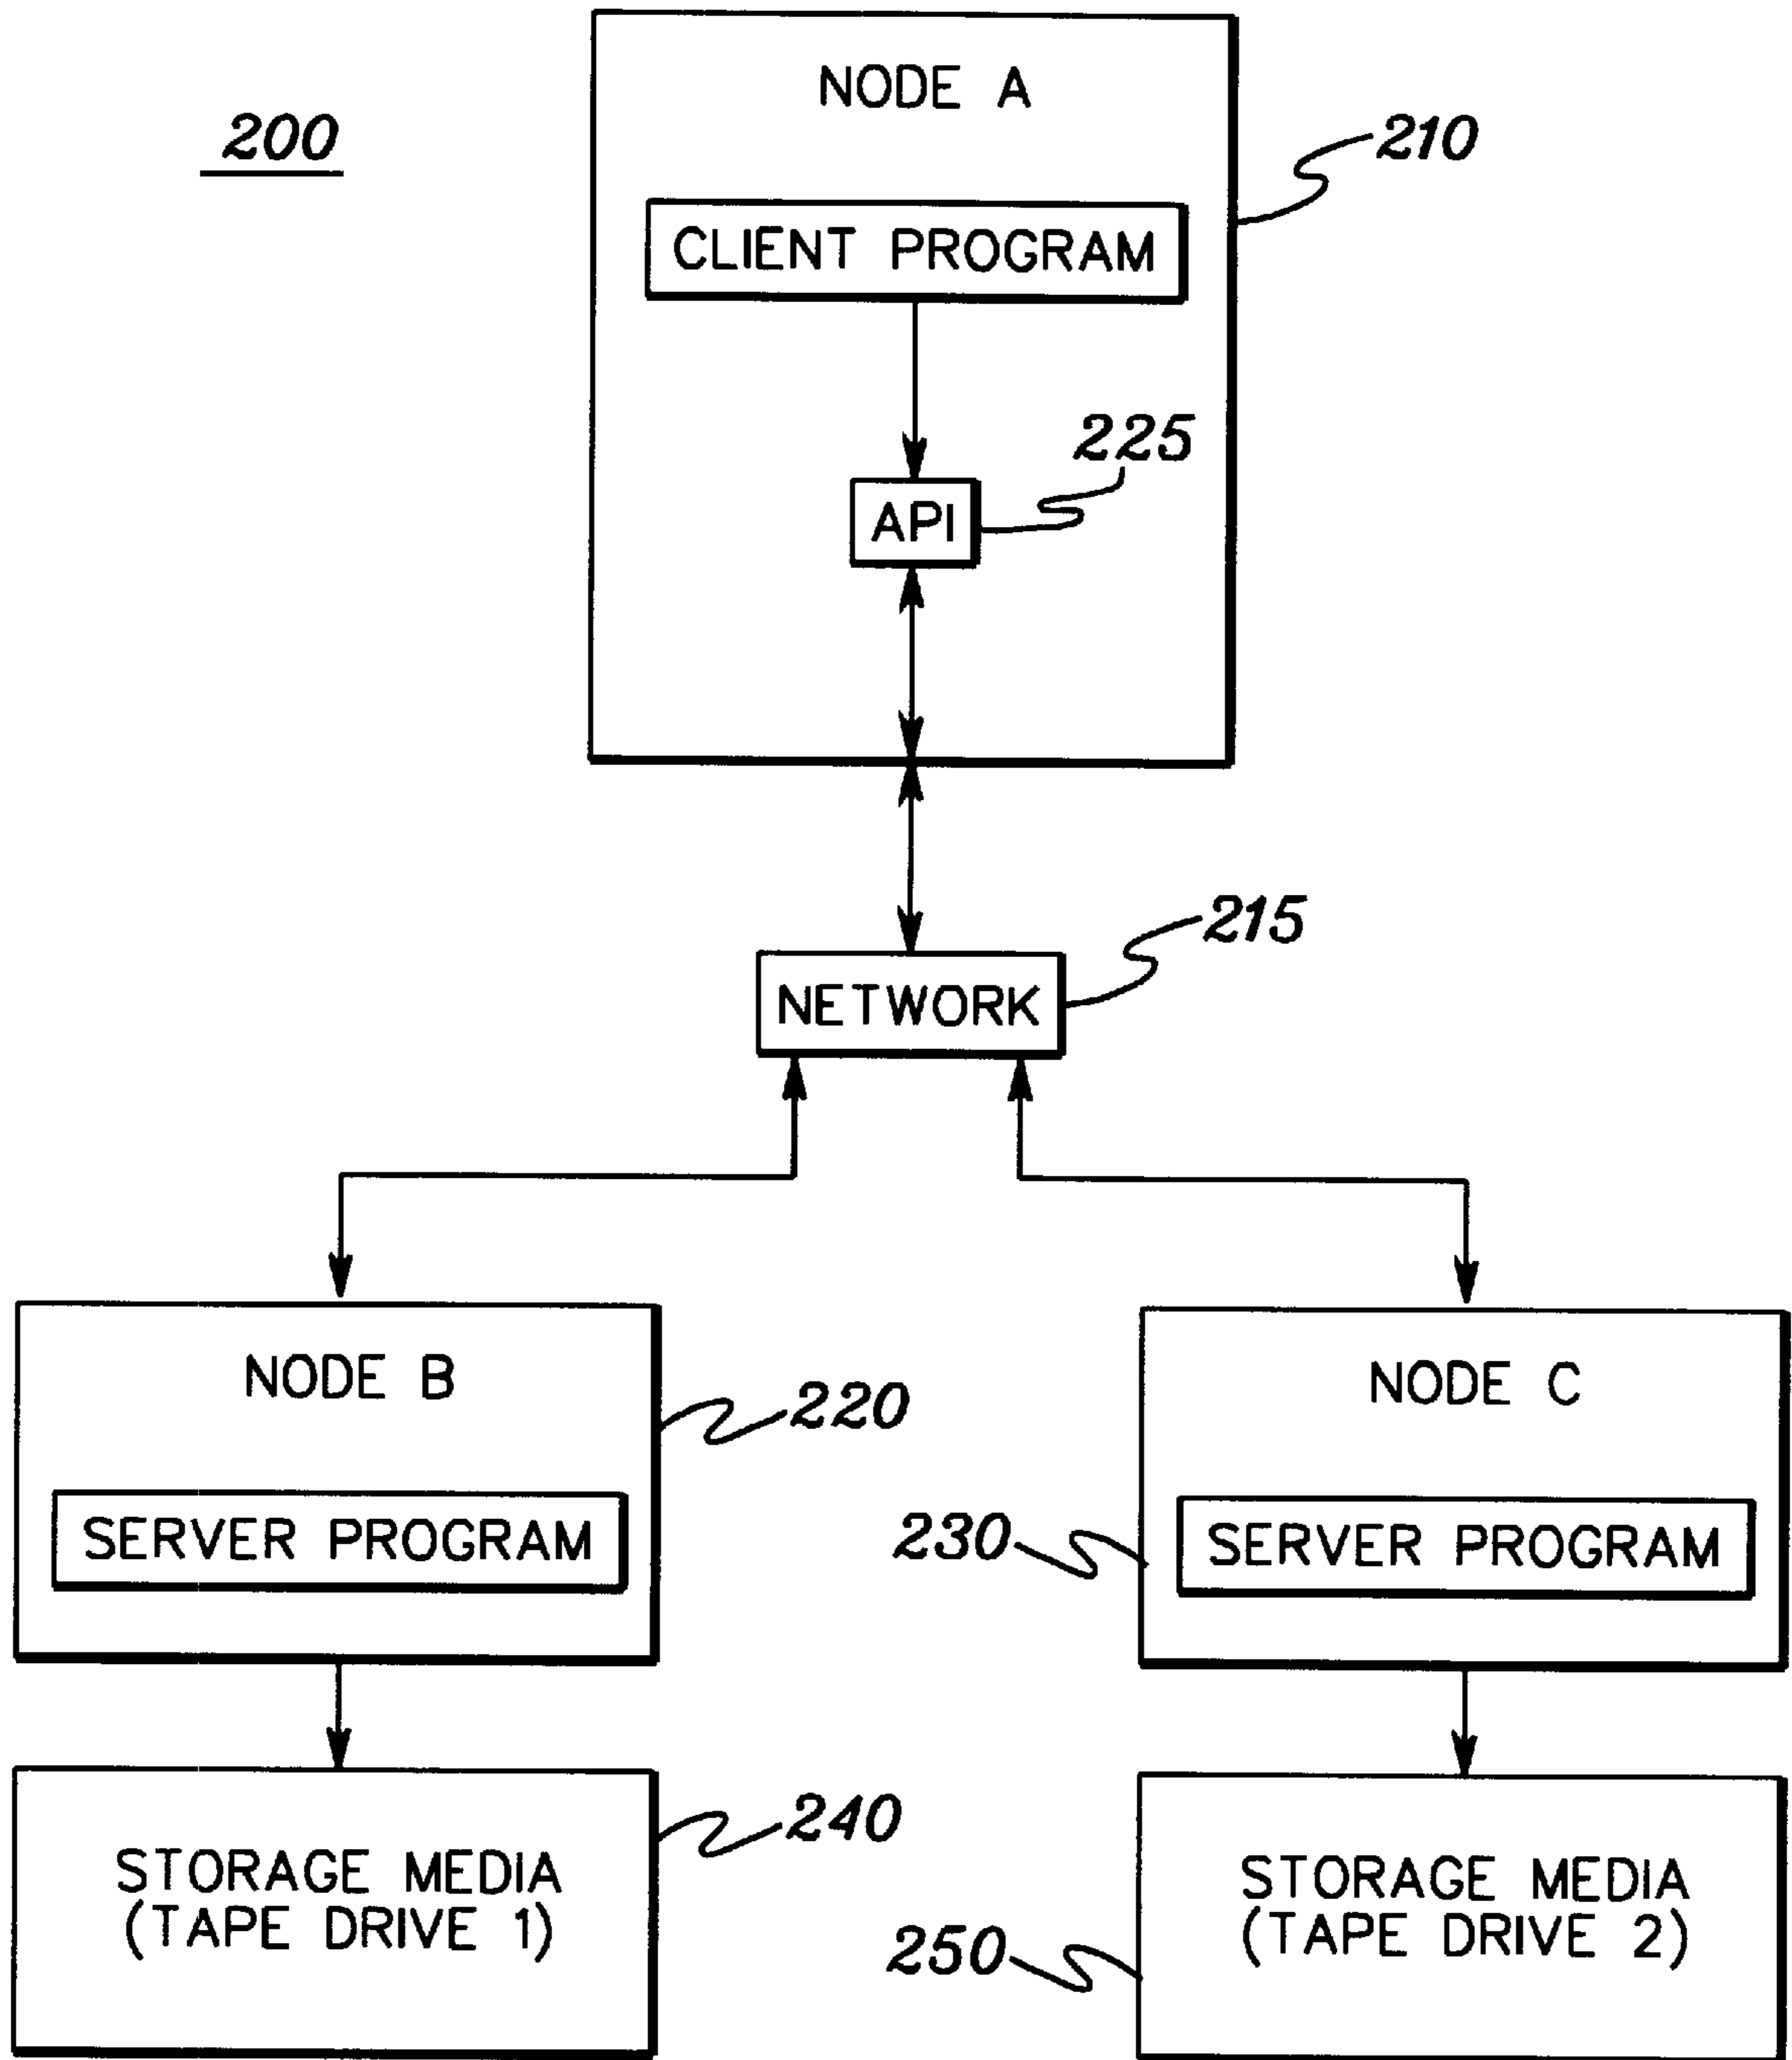 NODE A
200
210
CLIENT PROGRAM
225
API
215
NETWORK
NODE B
NODE C
220
SERVER PROGRAM
230
SERVER PROGRAM
240
STORAGE MEDIA
(TAPE DRIVE 1)
STORAGE MEDIA
(TAPE DRIVE 2)
250